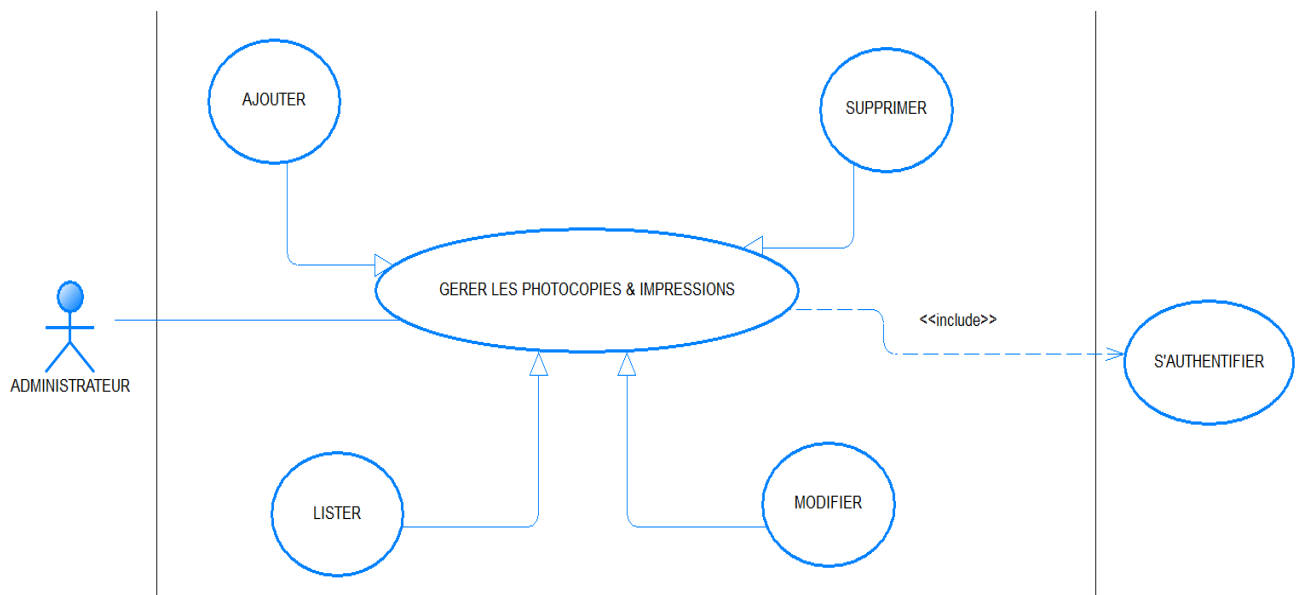 AJOUTER
SUPPRIMER
GERER LES PHOTOCOPIES & IMPRESSIONS
<<include>>
S'AUTHENTIFIER
ADMINISTRATEUR
LISTER
MODIFIER